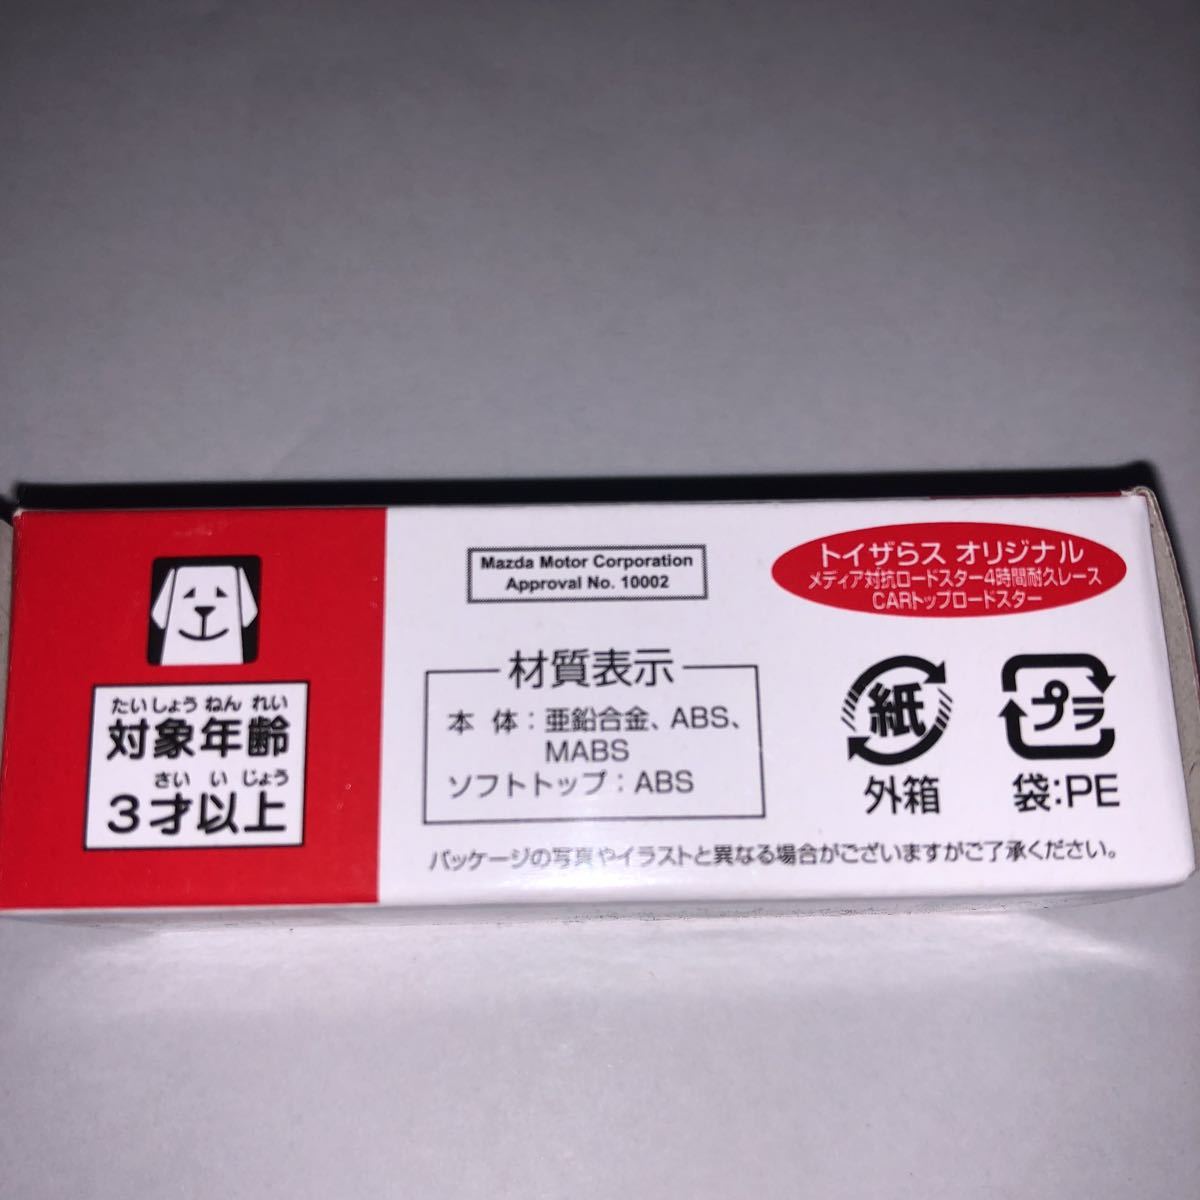 たいしょうねんれい
対象年齢
さいいじょう
3才以上
Mazda Motor Corporation
Approval No. 10002
トイザらス オリジナル
メディア対抗ロードスター4時間耐久レース
CARトップロードスター
材質表示
本 体：亜鉛合金、ABS、
MABS
ソフトトップ：ABS
紙
外箱
プラ
袋：PE
パッケージの写真やイラストと異なる場合がございますがご了承ください。